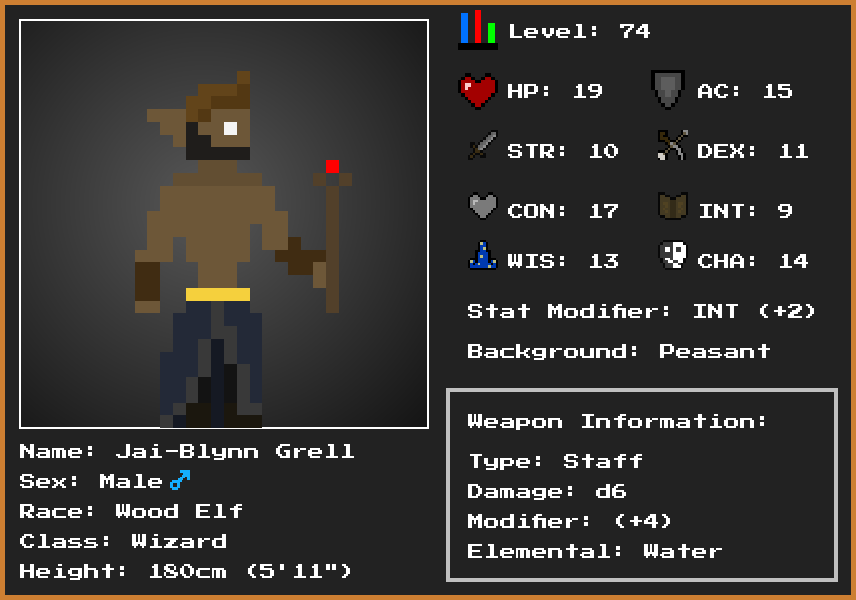 Level: 74
HP: 19
AC: 15
STR: 10
DEX: 11
CON: 17
INT: 9
WIS: 13
CHA: 14
Stat Modifier: INT (+2)
Background: Peasant
Weapon Information:
Type: Staff
Damage: d6
Modifier: (+4)
Elemental: Water
Name: Jai-Blynn Grell
Sex: Male♂
Race: Wood Elf
Class: Wizard
Height: 180cm (5'11")